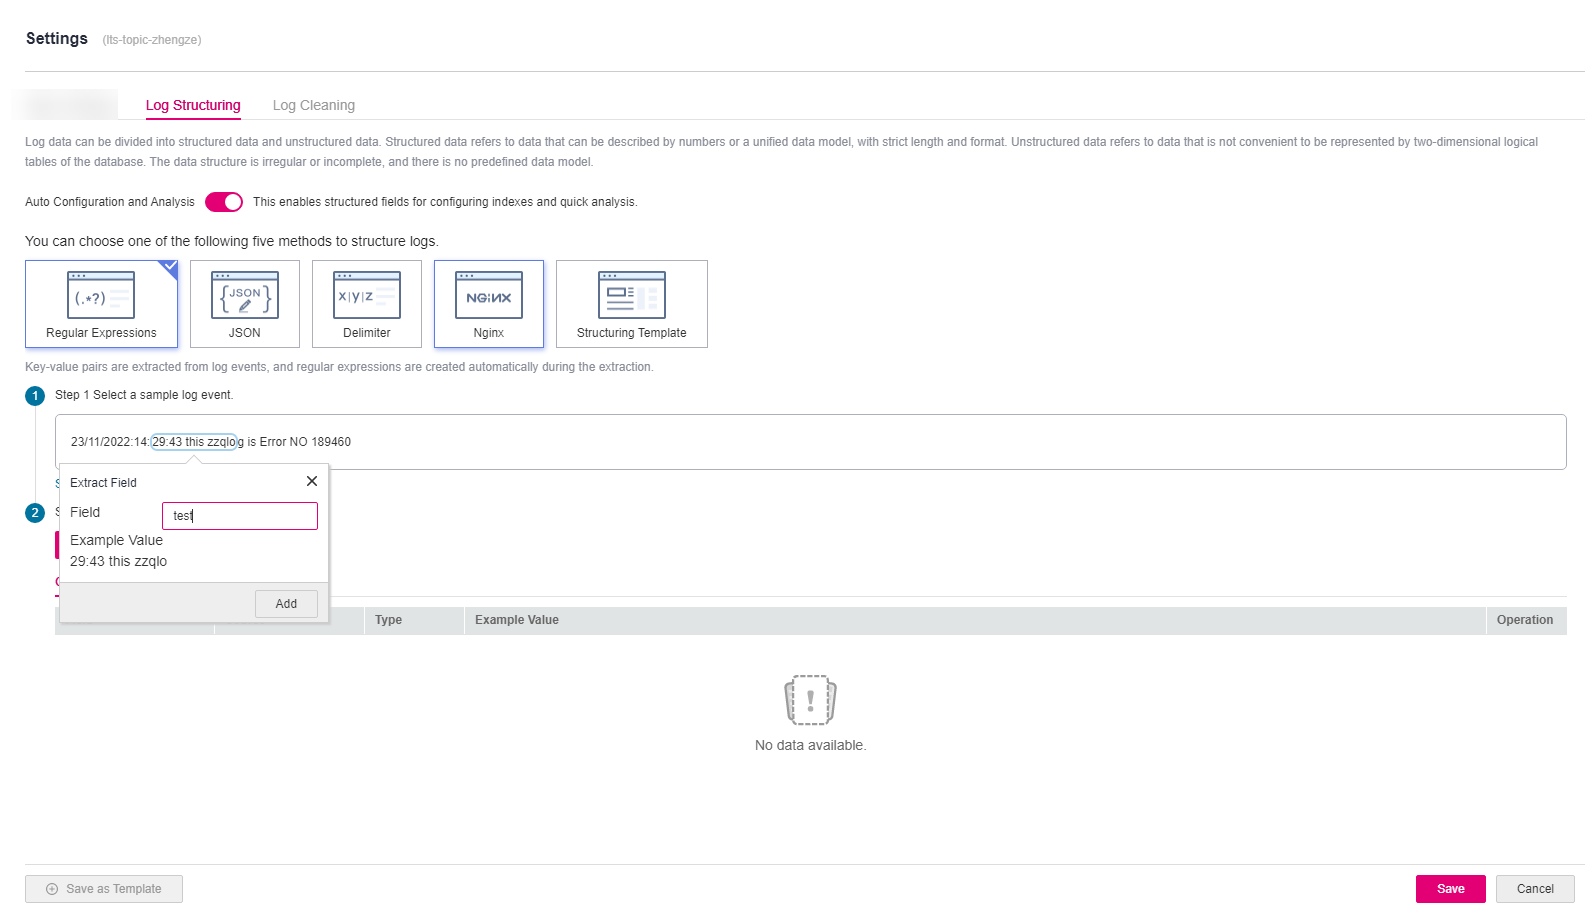 Settings (lts-topic-zhengze)
Log Structuring Log Cleaning
Log data can be divided into structured data and unstructured data. Structured data refers to data that can be described by numbers or a unified data model, with strict length and format. Unstructured data refers to data that is not convenient to be represented by two-dimensional logical
tables of the database. The data structure is irregular or incomplete, and there is no predefined data model.
Auto Configuration and Analysis This enables structured fields for configuring indexes and quick analysis.
You can choose one of the following five methods to structure logs.
(.*?) {JSON} X|Y|Z NGINX
Regular Expressions JSON Delimiter Nginx Structuring Template
Key-value pairs are extracted from log events, and regular expressions are created automatically during the extraction.
1 Step 1 Select a sample log event.
23/11/2022:14:29:43 this zzqlog is Error NO 189460
Extract Field
2 Field test
Example Value
29:43 this zzqlo
Add
Type Example Value Operation
No data available.
Save as Template Save Cancel